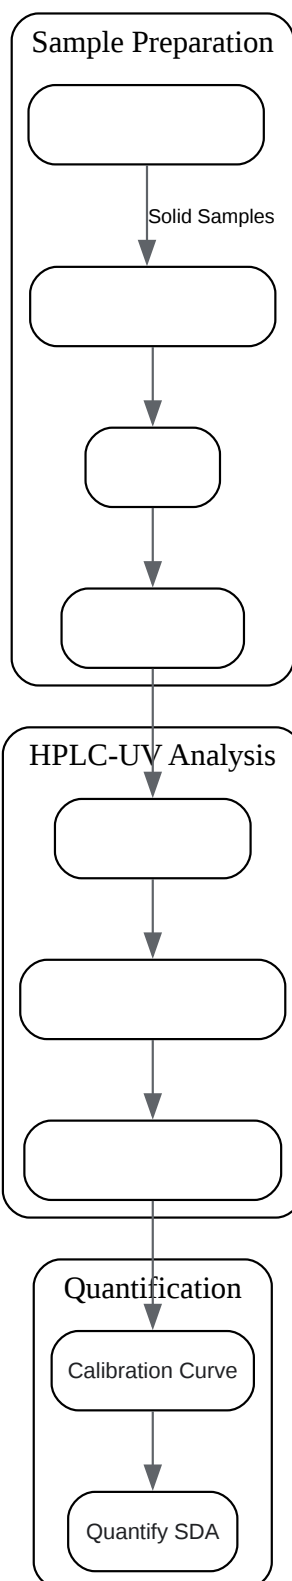 Sample Preparation
Solid Samples
HPLC-UV Analysis
Quantification
Calibration Curve
Quantify SDA